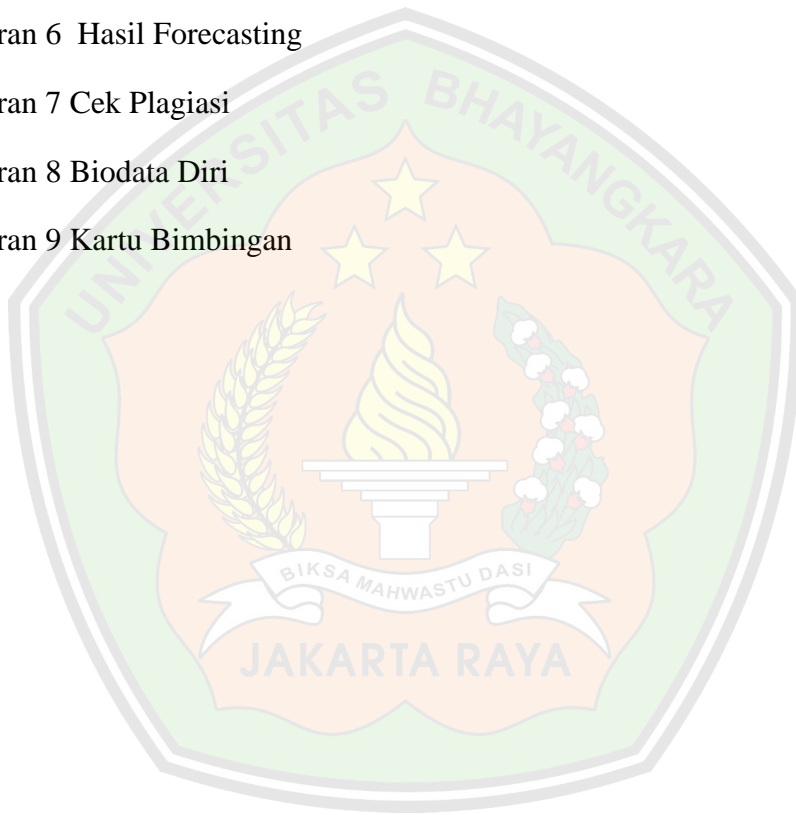 ran 6 Hasil Forecasting
ran 7 Cek Plagiasi
ran 8 Biodata Diri
ran 9 Kartu Bimbingan
UNIVERSITAS BHAYANGKARA
BIKSA MAHWASTU DASI
JAKARTA RAYA